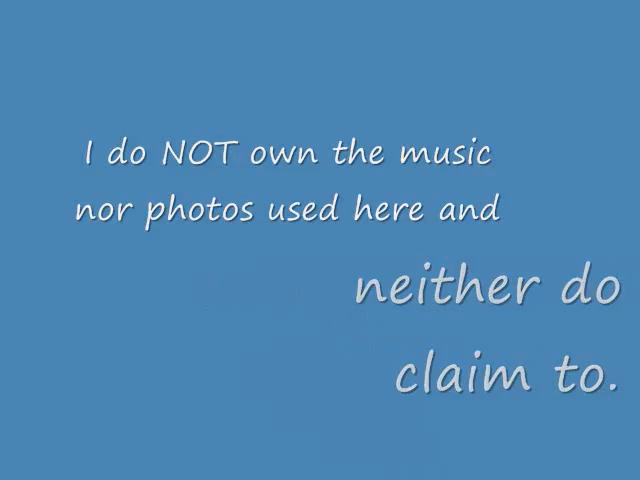 I do NOT own the music
nor photos used here and
neither do
claim to.